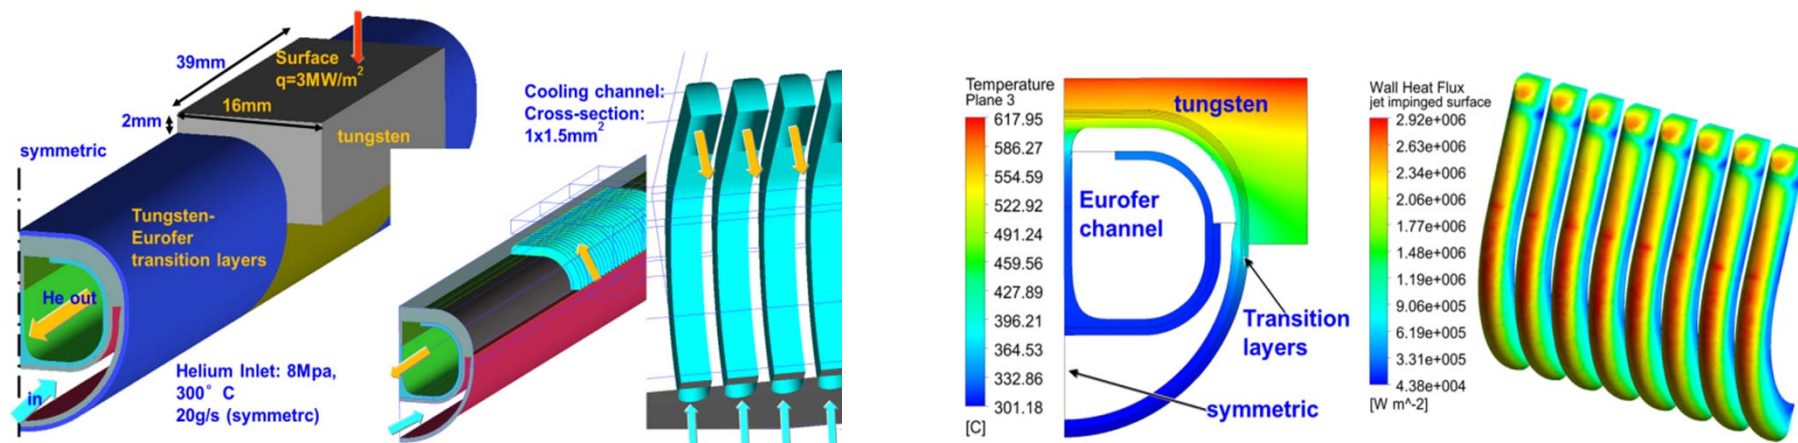 39mm
Surface
q=3MW/m²
16mm
2mm
tungsten
symmetric
Tungsten-
Eurofer
transition layers
He out
in
Helium Inlet: 8Mpa,
300° C
20g/s (symmetrc)
Cooling channel:
Cross-section:
1x1.5mm²
Temperature
Plane 3
617.95
586.27
554.59
522.92
491.24
459.56
427.89
396.21
364.53
332.86
301.18
[C]
tungsten
Eurofer
channel
Transition
layers
symmetric
Wall Heat Flux
jet impinged surface
2.92e+006
2.63e+006
2.34e+006
2.06e+006
1.77e+006
1.48e+006
1.19e+006
9.06e+005
6.19e+005
3.31e+005
4.38e+004
[W m^-2]